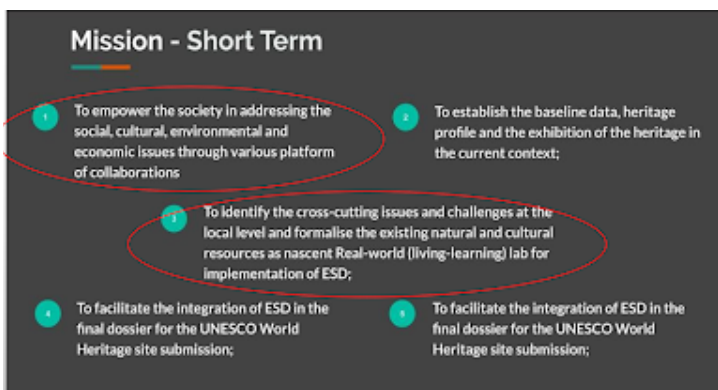 Mission - Short Term
1
To empower the society in addressing the
social, cultural, environmental and
economic issues through various platform
of collaborations
2
To establish the baseline data, heritage
profile and the exhibition of the heritage in
the current context;
3
To identify the cross-cutting issues and challenges at the
local level and formalise the existing natural and cultural
resources as nascent Real-world (living-learning) lab for
implementation of ESD;
4
To facilitate the integration of ESD in the
final dossier for the UNESCO World
Heritage site submission;
5
To facilitate the integration of ESD in the
final dossier for the UNESCO World
Heritage site submission;